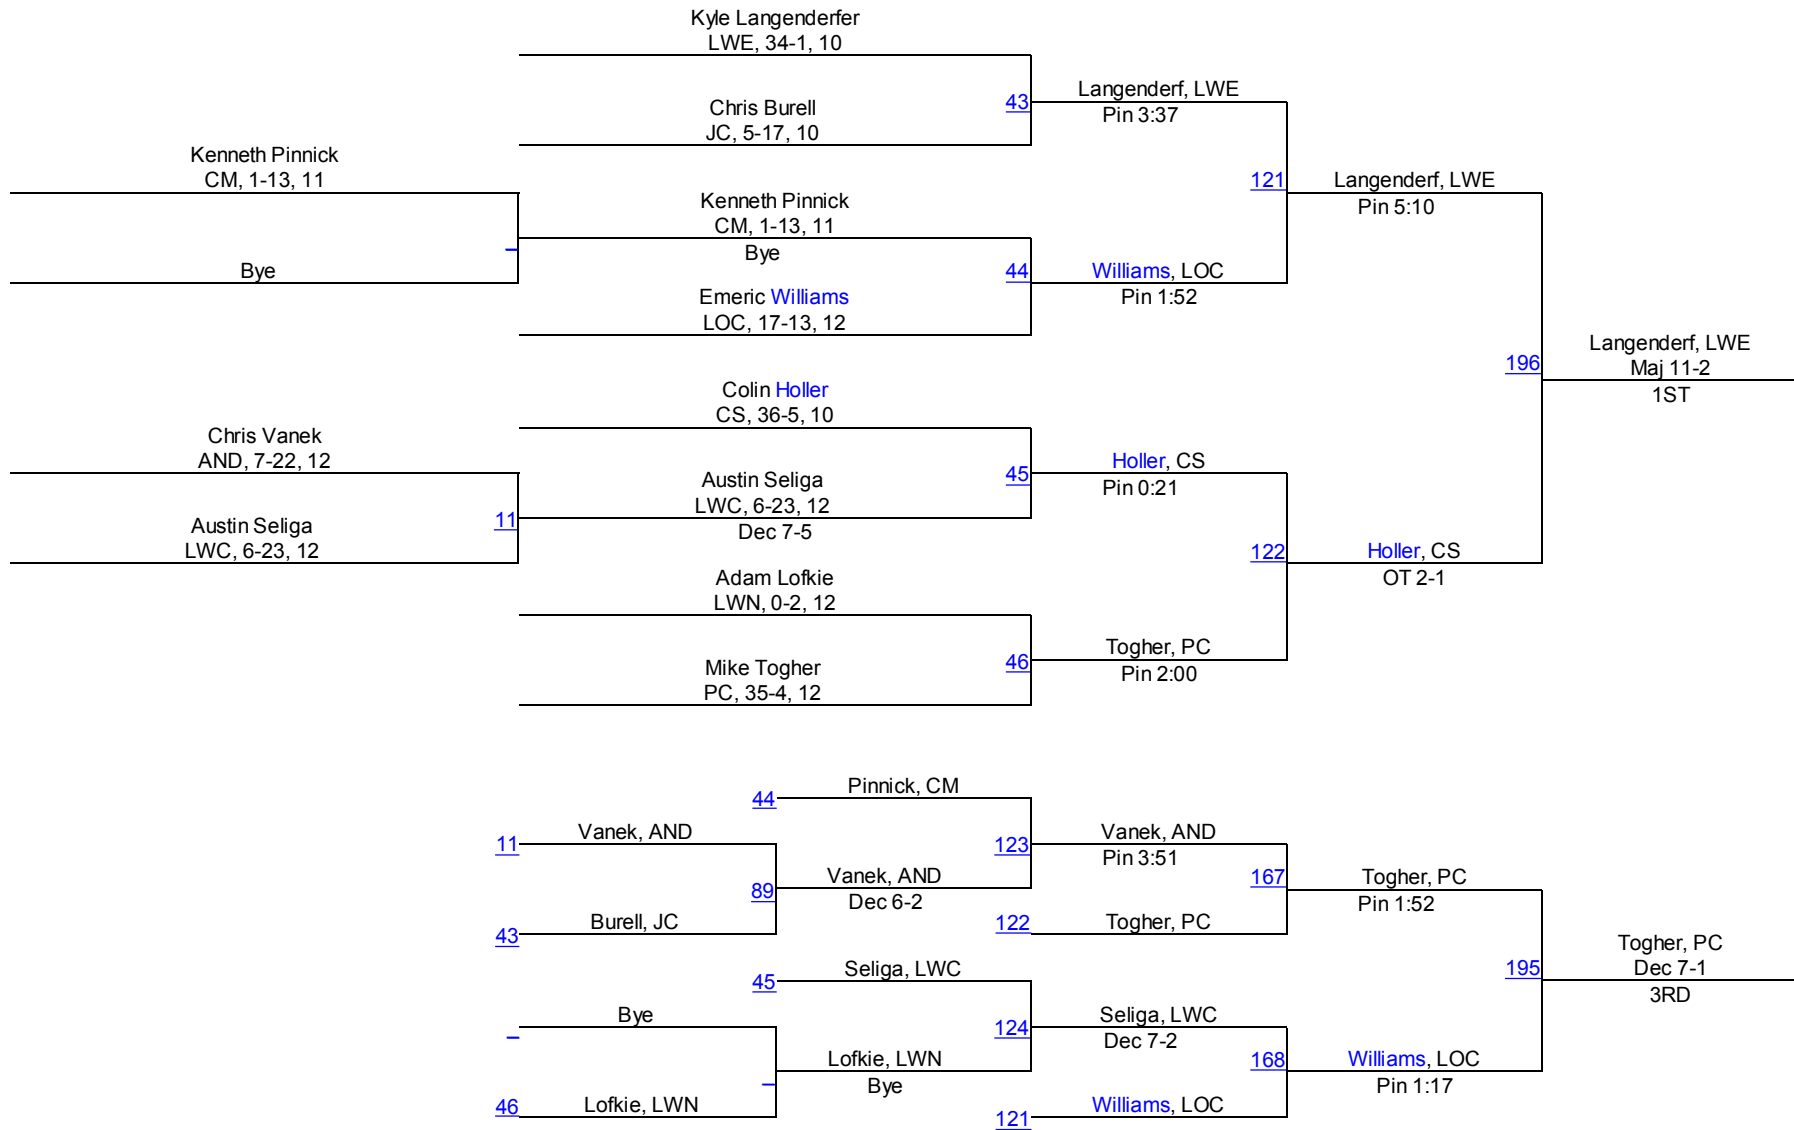 Kyle Langenderfer
LWE, 34-1, 10
43
Langenderf, LWE
Pin 3:37
Chris Burell
JC, 5-17, 10
Kenneth Pinnick
CM, 1-13, 11
121
Langenderf, LWE
Pin 5:10
Kenneth Pinnick
CM, 1-13, 11
Bye
Bye
44
Williams, LOC
Pin 1:52
Emeric Williams
LOC, 17-13, 12
196
Langenderf, LWE
Maj 11-2
1ST
Colin Holler
CS, 36-5, 10
Chris Vanek
AND, 7-22, 12
45
Holler, CS
Pin 0:21
Austin Seliga
LWC, 6-23, 12
Dec 7-5
11
Austin Seliga
LWC, 6-23, 12
122
Holler, CS
OT 2-1
Adam Lofkie
LWN, 0-2, 12
46
Togher, PC
Pin 2:00
Mike Togher
PC, 35-4, 12
44
Pinnick, CM
11
Vanek, AND
123
Vanek, AND
Pin 3:51
89
Vanek, AND
Dec 6-2
167
Togher, PC
Pin 1:52
43
Burell, JC
122
Togher, PC
45
Seliga, LWC
195
Togher, PC
Dec 7-1
3RD
Bye
124
Seliga, LWC
Dec 7-2
Lofkie, LWN
Bye
168
Williams, LOC
Pin 1:17
46
Lofkie, LWN
121
Williams, LOC